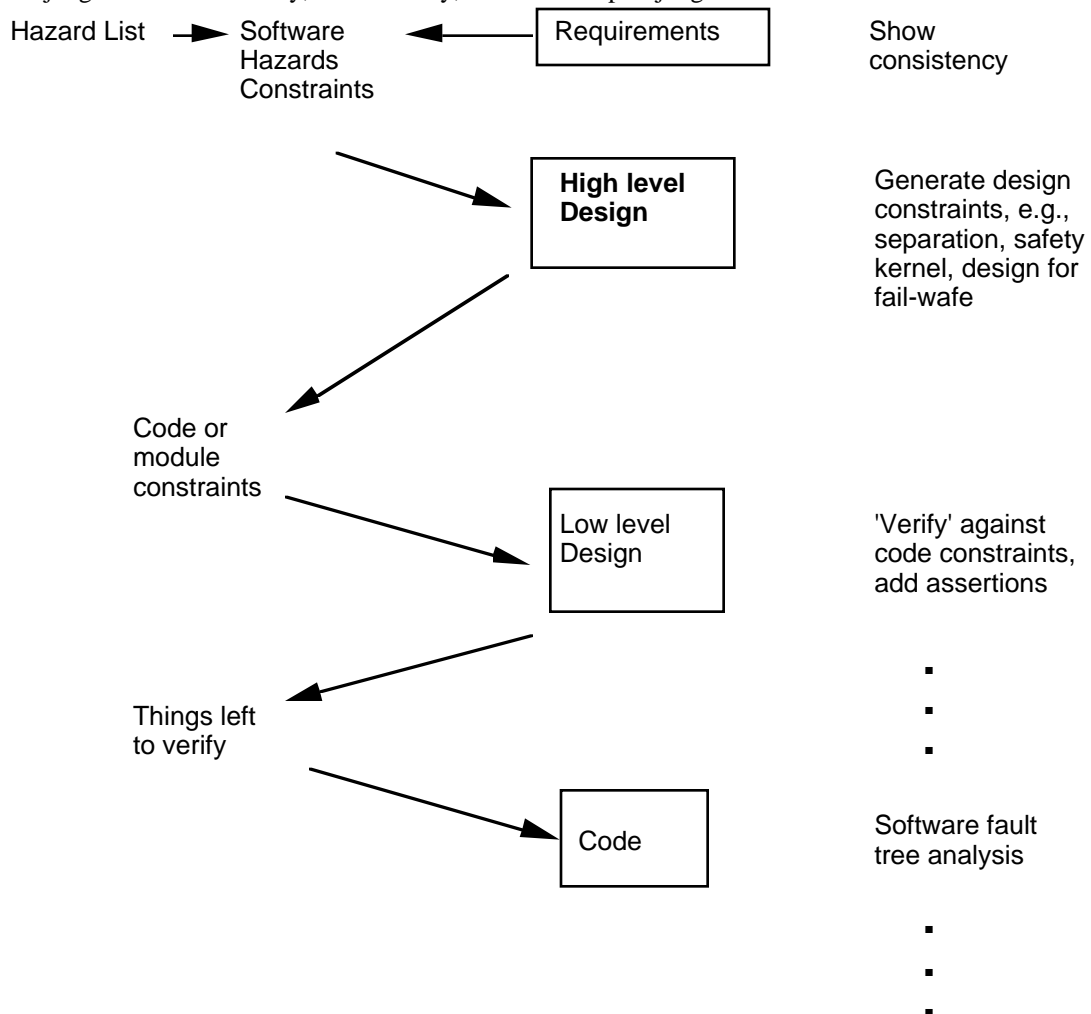 Hazard List
Software
Hazards
Constraints
Requirements
Show
consistency
High level
Design
Generate design
constraints, e.g.,
separation, safety
kernel, design for
fail-wafe
Code or
module
constraints
Low level
Design
'Verify' against
code constraints,
add assertions
Things left
to verify
Code
Software fault
tree analysis